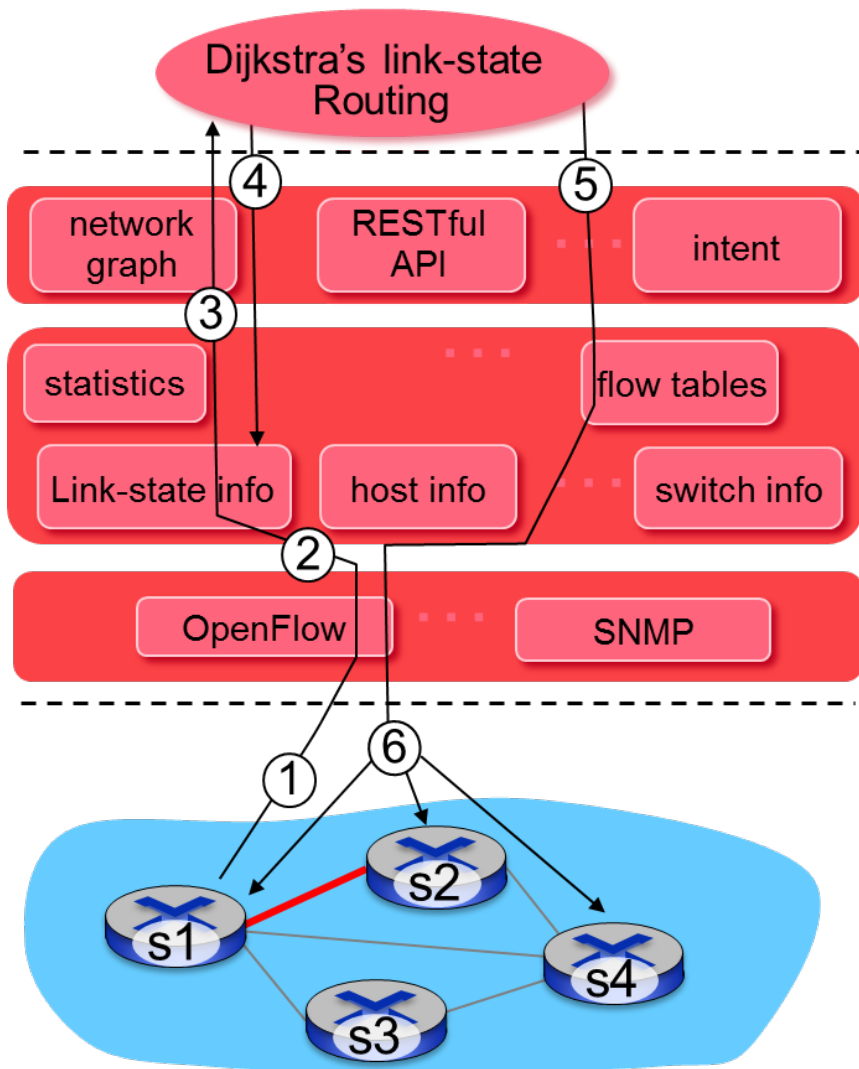 Dijkstra's link-state
Routing
4
5
network
graph
RESTful
API
intent
3
statistics
flow tables
Link-state info
host info
switch info
2
OpenFlow
SNMP
1
6
s2
s1
s4
s3